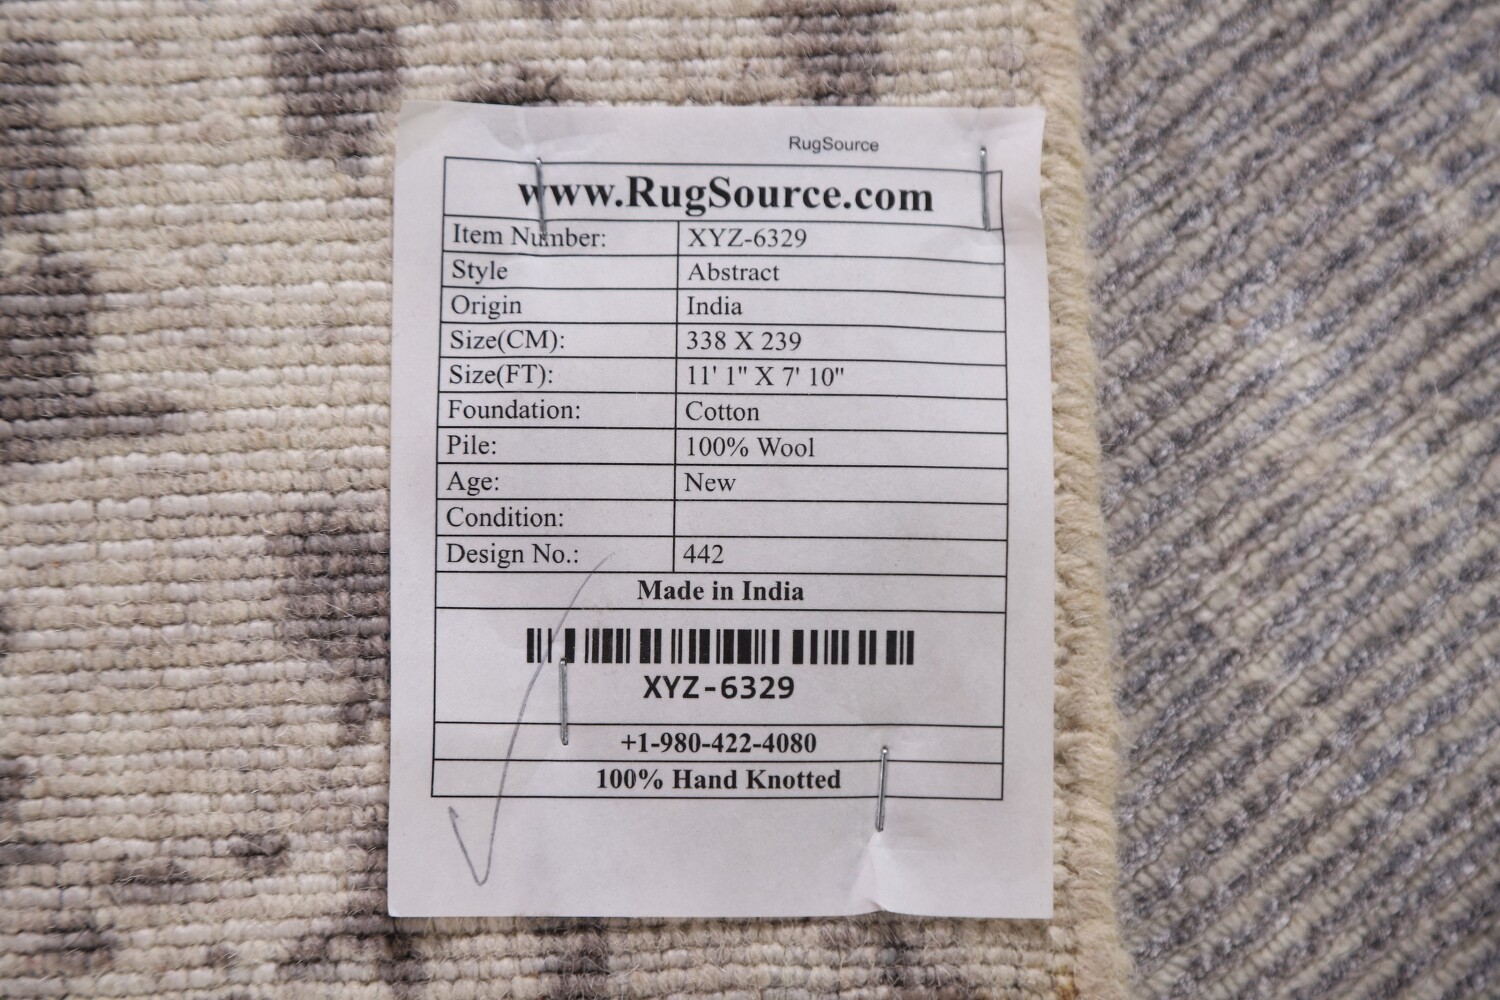 RugSource
www.RugSource.com
Item Number: XYZ-6329
Style Abstract
Origin India
Size(CM): 338 X 239
Size(FT): 11' 1" X 7' 10"
Foundation: Cotton
Pile: 100% Wool
Age: New
Condition:
Design No.: 442
Made in India
XYZ-6329
+1-980-422-4080
100% Hand Knotted